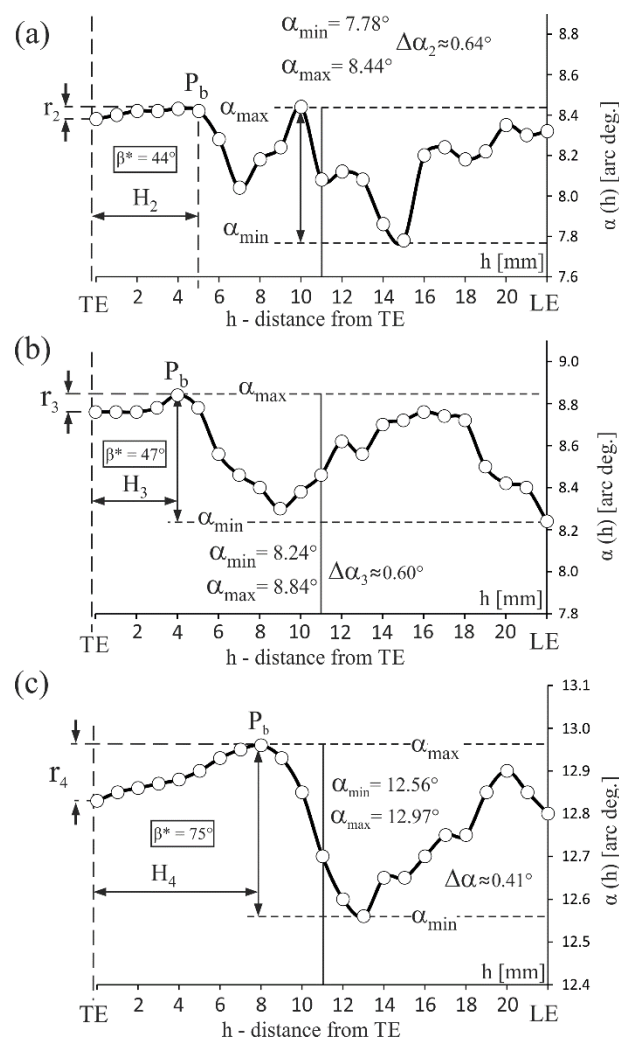 (a)
αmin= 7.78°
Δα2≈0.64°
αmax= 8.44°
r2
Pb
αmax
β* = 44°
H2
αmin
h [mm]
8.8
8.6
8.4
8.2
8.0
7.8
7.6
α (h) [arc deg.]
TE 2 4 6 8 10 12 14 16 18 20 LE
h - distance from TE
(b)
r3
Pb
αmax
β* = 47°
H3
αmin
αmin= 8.24°
αmax= 8.84°
Δα3≈0.60°
h [mm]
9.0
8.8
8.6
8.4
8.2
8.0
7.8
α (h) [arc deg.]
TE 2 4 6 8 10 12 14 16 18 20 LE
h - distance from TE
(c)
r4
Pb
αmax
αmin= 12.56°
αmax= 12.97°
β* = 75°
H4
Δα≈0.41°
αmin
h [mm]
13.1
13.0
12.9
12.8
12.7
12.6
12.5
12.4
α (h) [arc deg.]
TE 2 4 6 8 10 12 14 16 18 20 LE
h - distance from TE